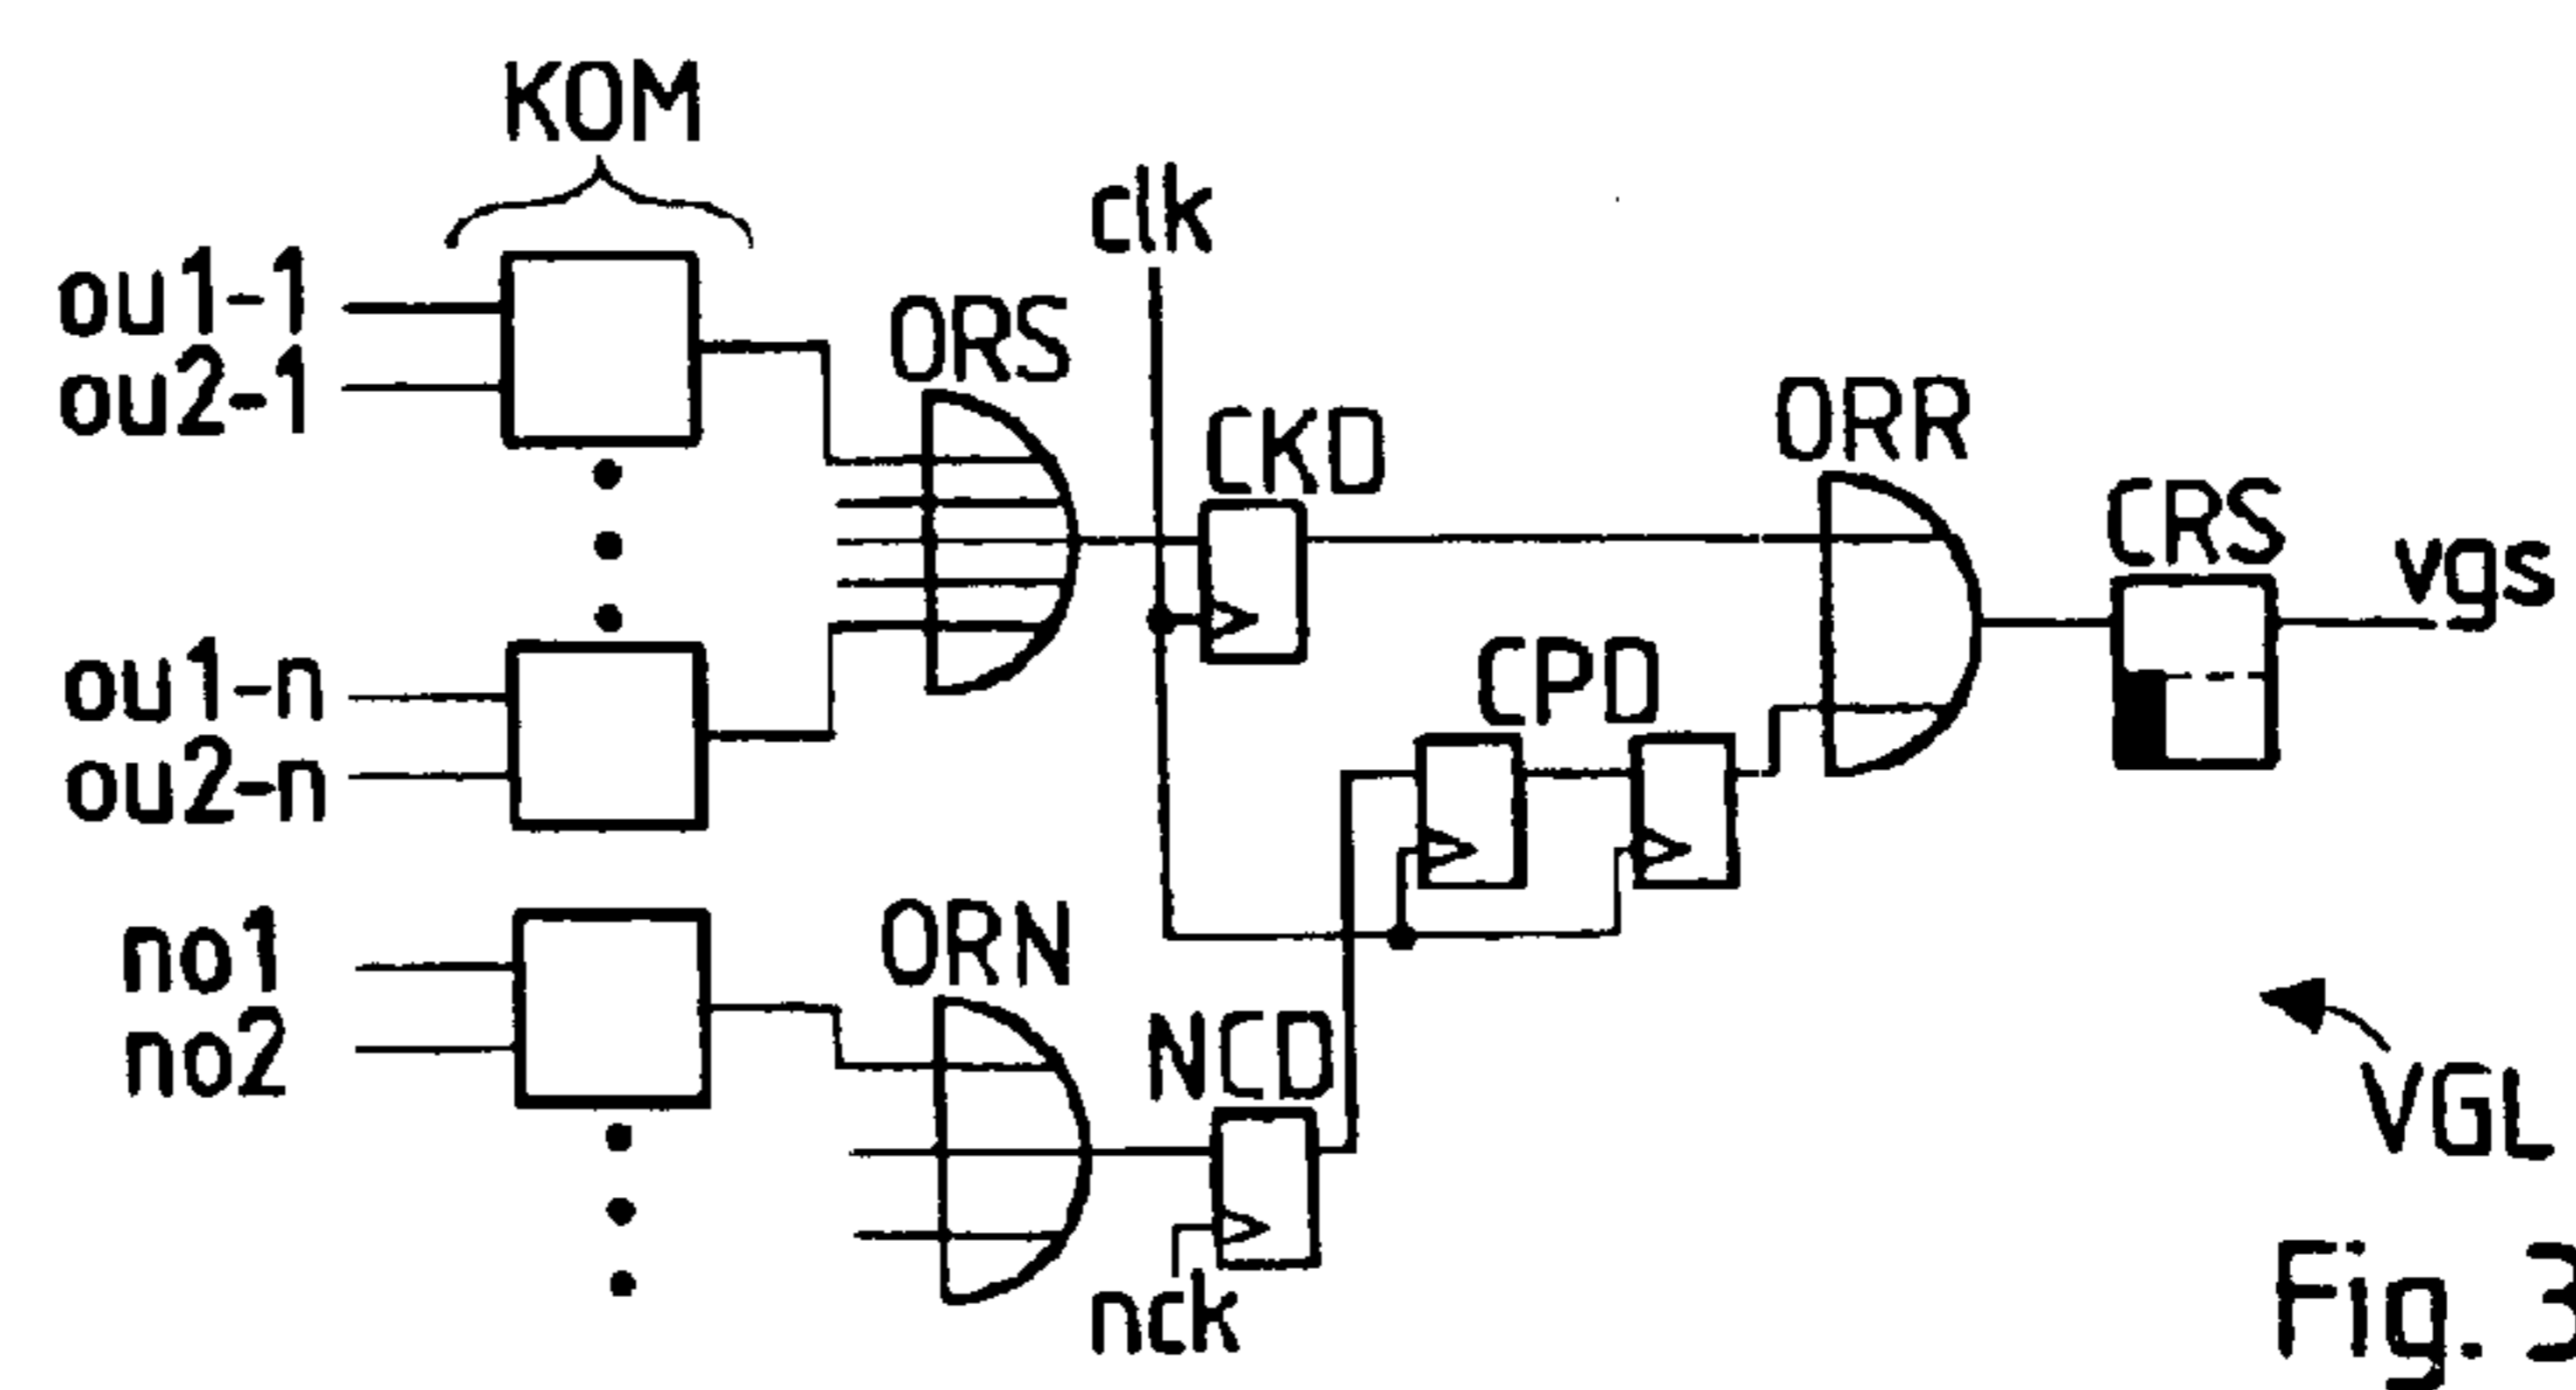 KOM
clk
ou1-1
ou2-1
ORS
CKD
ORR
CRS
vgs
ou1-n
ou2-n
CPD
no1
no2
ORN
NCD
nck
VGL
Fig. 3